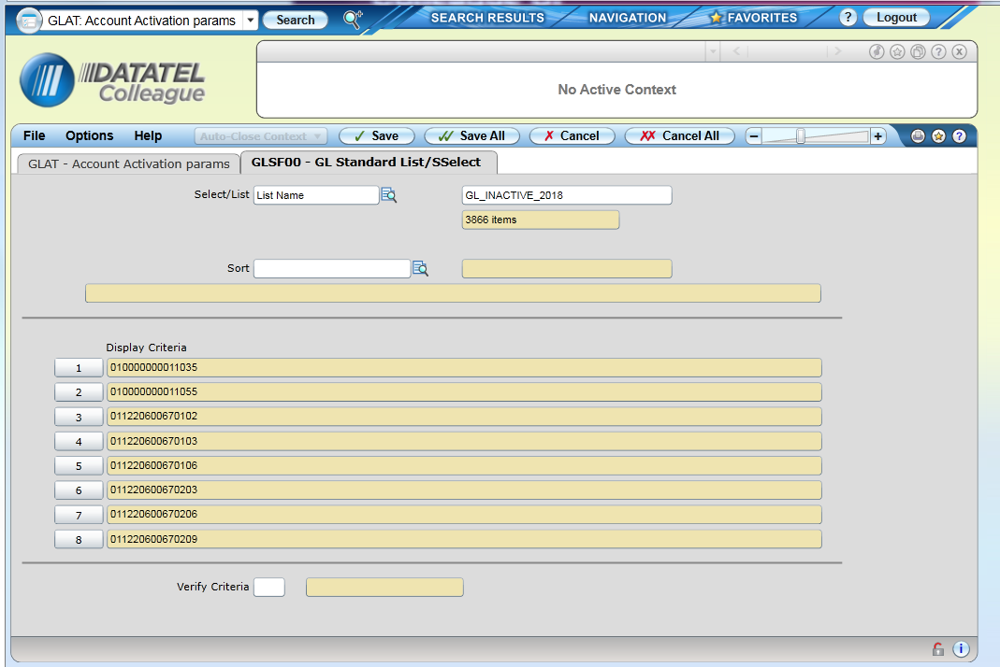 GLAT: Account Activation params Search SEARCH RESULTS NAVIGATION FAVORITES ? Logout
DATATEL
Colleague
No Active Context
File Options Help Auto-Close Context Save Save All Cancel Cancel All
GLAT - Account Activation params GLSF00 - GL Standard List/SSelect
Select/List List Name GL_INACTIVE_2018
3866 items
Sort
Display Criteria
1 010000000011035
2 010000000011055
3 011220600670102
4 011220600670103
5 011220600670106
6 011220600670203
7 011220600670206
8 011220600670209
Verify Criteria